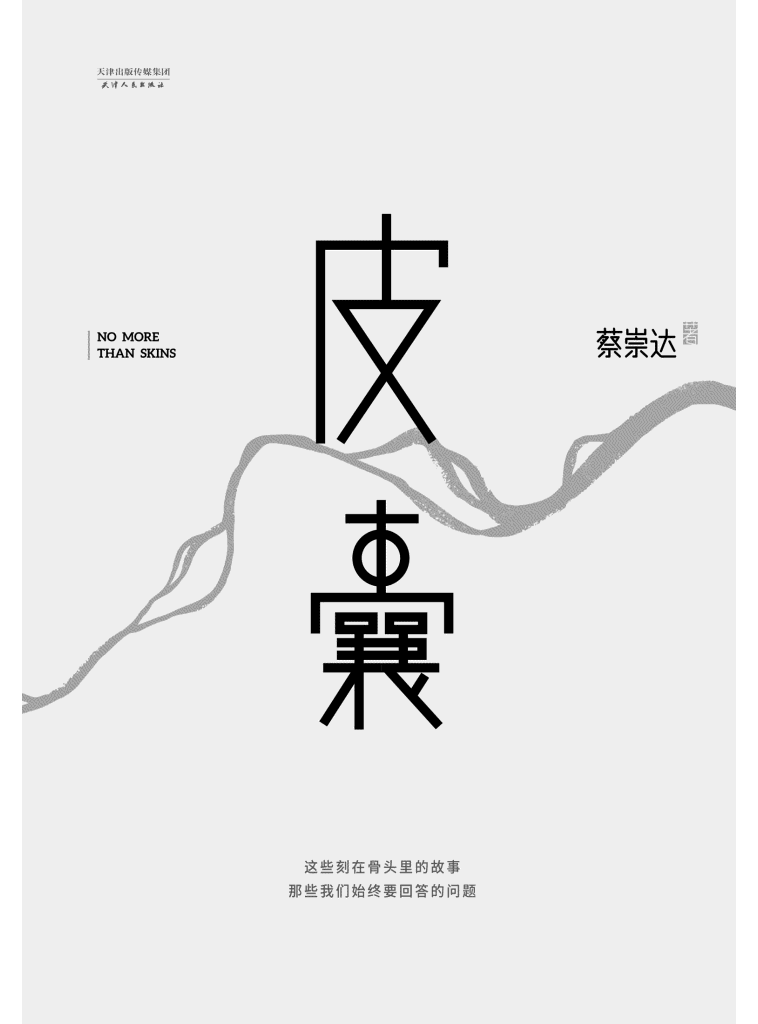 天津出版传媒集团
天津人民出版社
皮
囊
NO MORE
THAN SKINS
蔡崇达
著
这些刻在骨头里的故事
那些我们始终要回答的问题